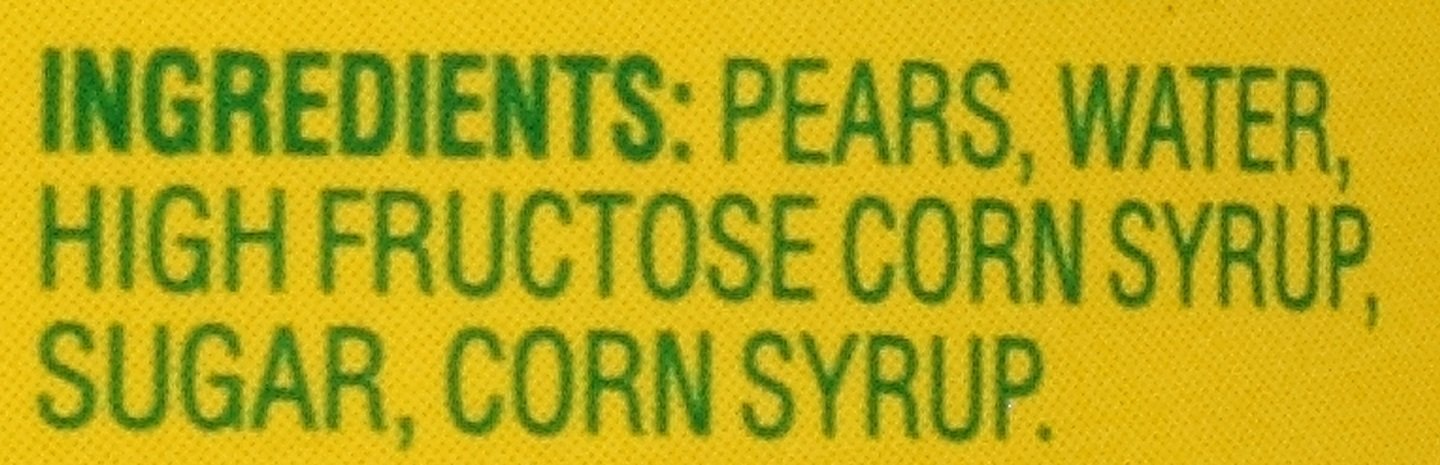 INGREDIENTS: PEARS, WATER,
HIGH FRUCTOSE CORN SYRUP,
SUGAR, CORN SYRUP.